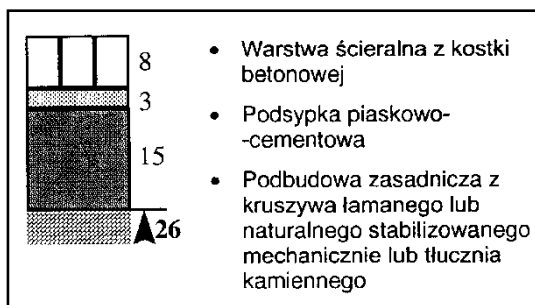 8
3
15
26
• Warstwa ścieralna z kostki
betonowej
• Podsypka piaskowo-
-cementowa
• Podbudowa zasadnicza z
kruszywa łamanego lub
naturalnego stabilizowanego
mechanicznie lub tłucznia
kamiennego